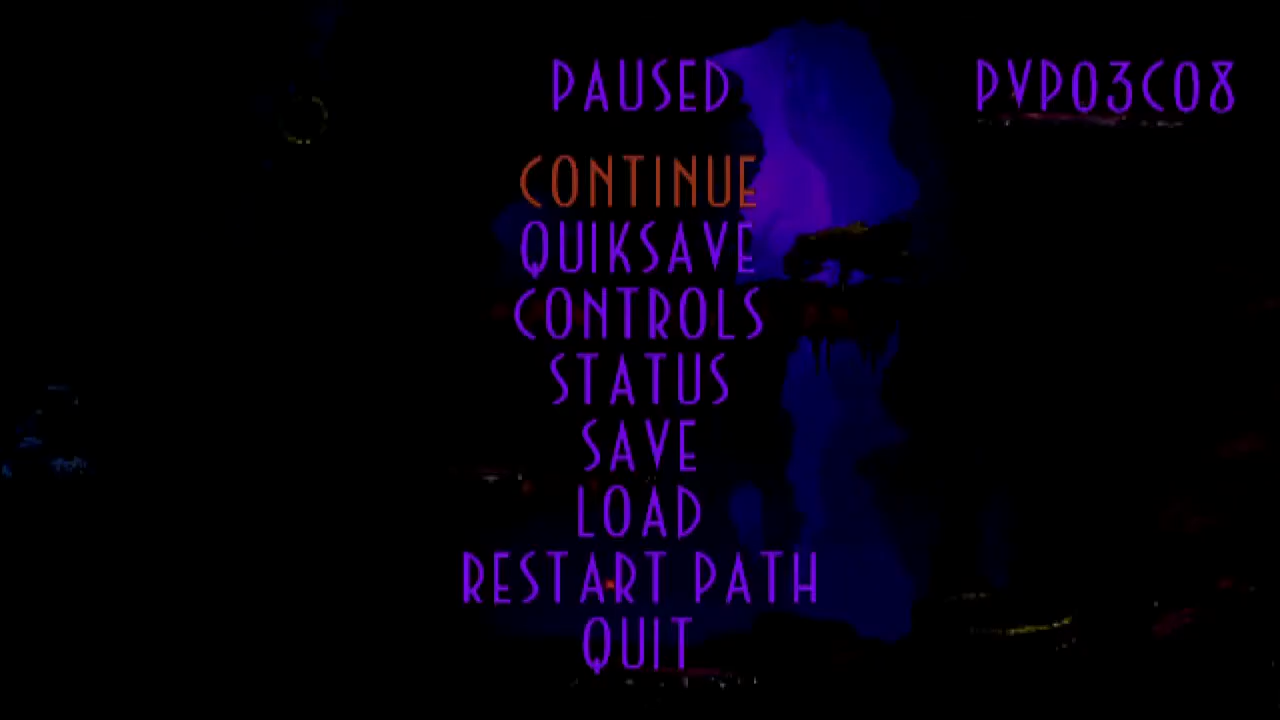 PAUSED
PVP03C08
CONTINUE
QUIKSAVE
CONTROLS
STATUS
SAVE
LOAD
RESTART PATH
QUIT